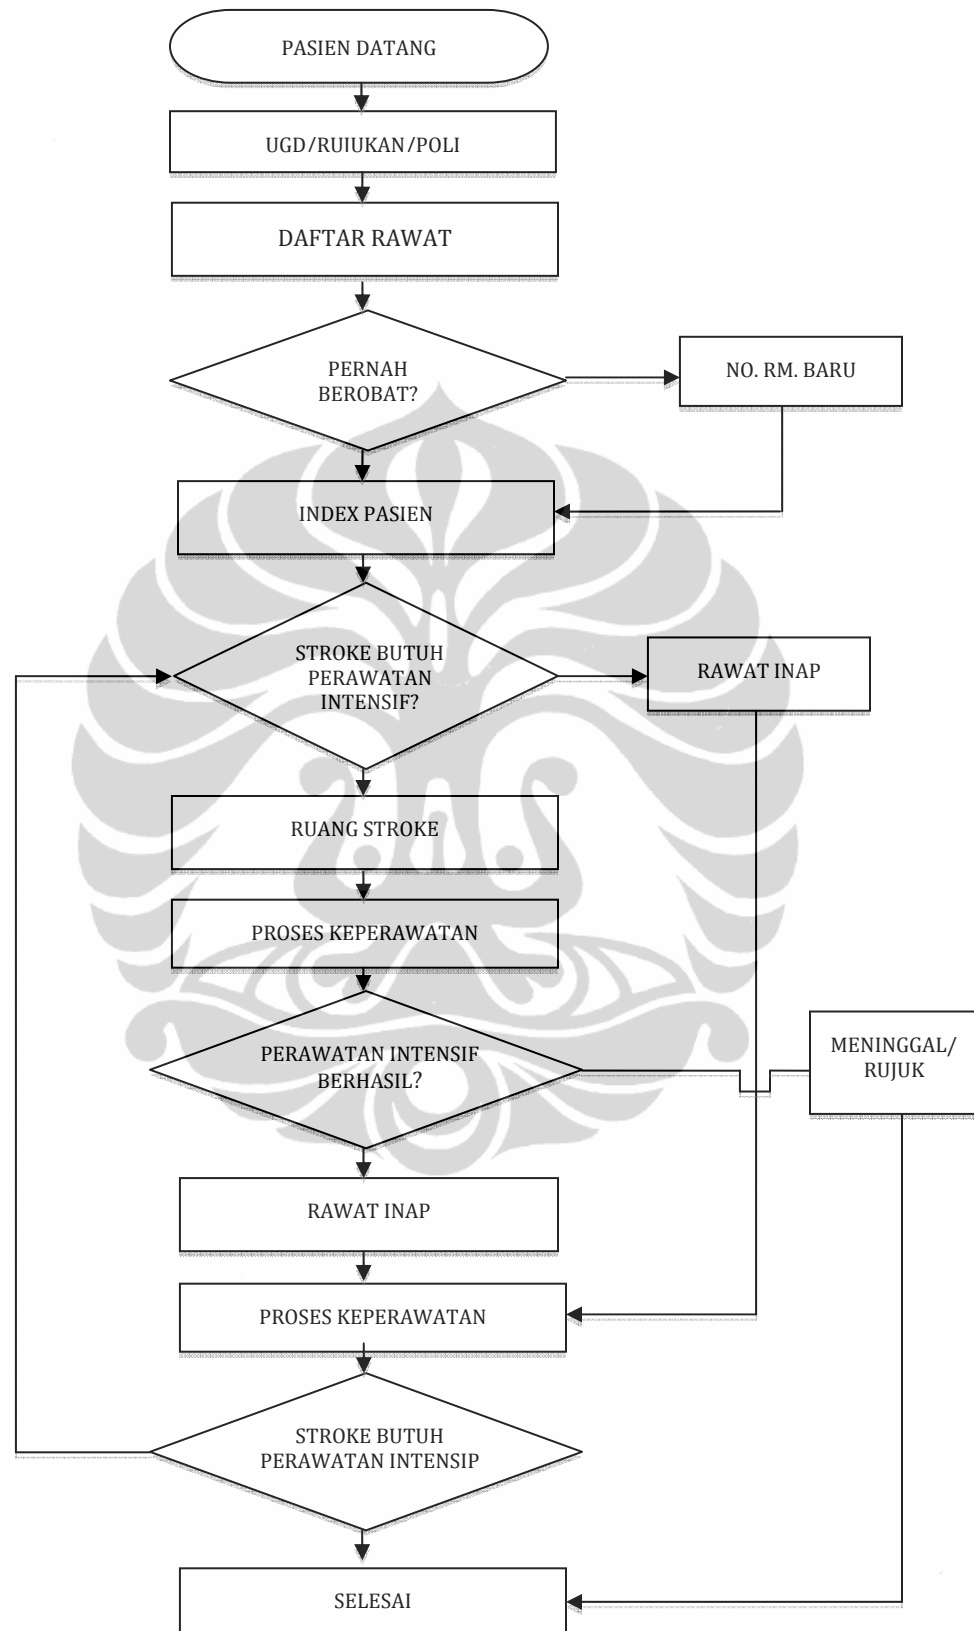 PASIEN DATANG
UGD/RUJUKAN/POLI
DAFTAR RAWAT
PERNAH
BEROBAT?
NO. RM. BARU
INDEX PASIEN
STROKE BUTUH
PERAWATAN
INTENSIF?
RAWAT INAP
RUANG STROKE
PROSES KEPERAWATAN
PERAWATAN INTENSIF
BERHASIL?
MENINGGAL/
RUJUK
RAWAT INAP
PROSES KEPERAWATAN
STROKE BUTUH
PERAWATAN INTENSIP
SELESAI